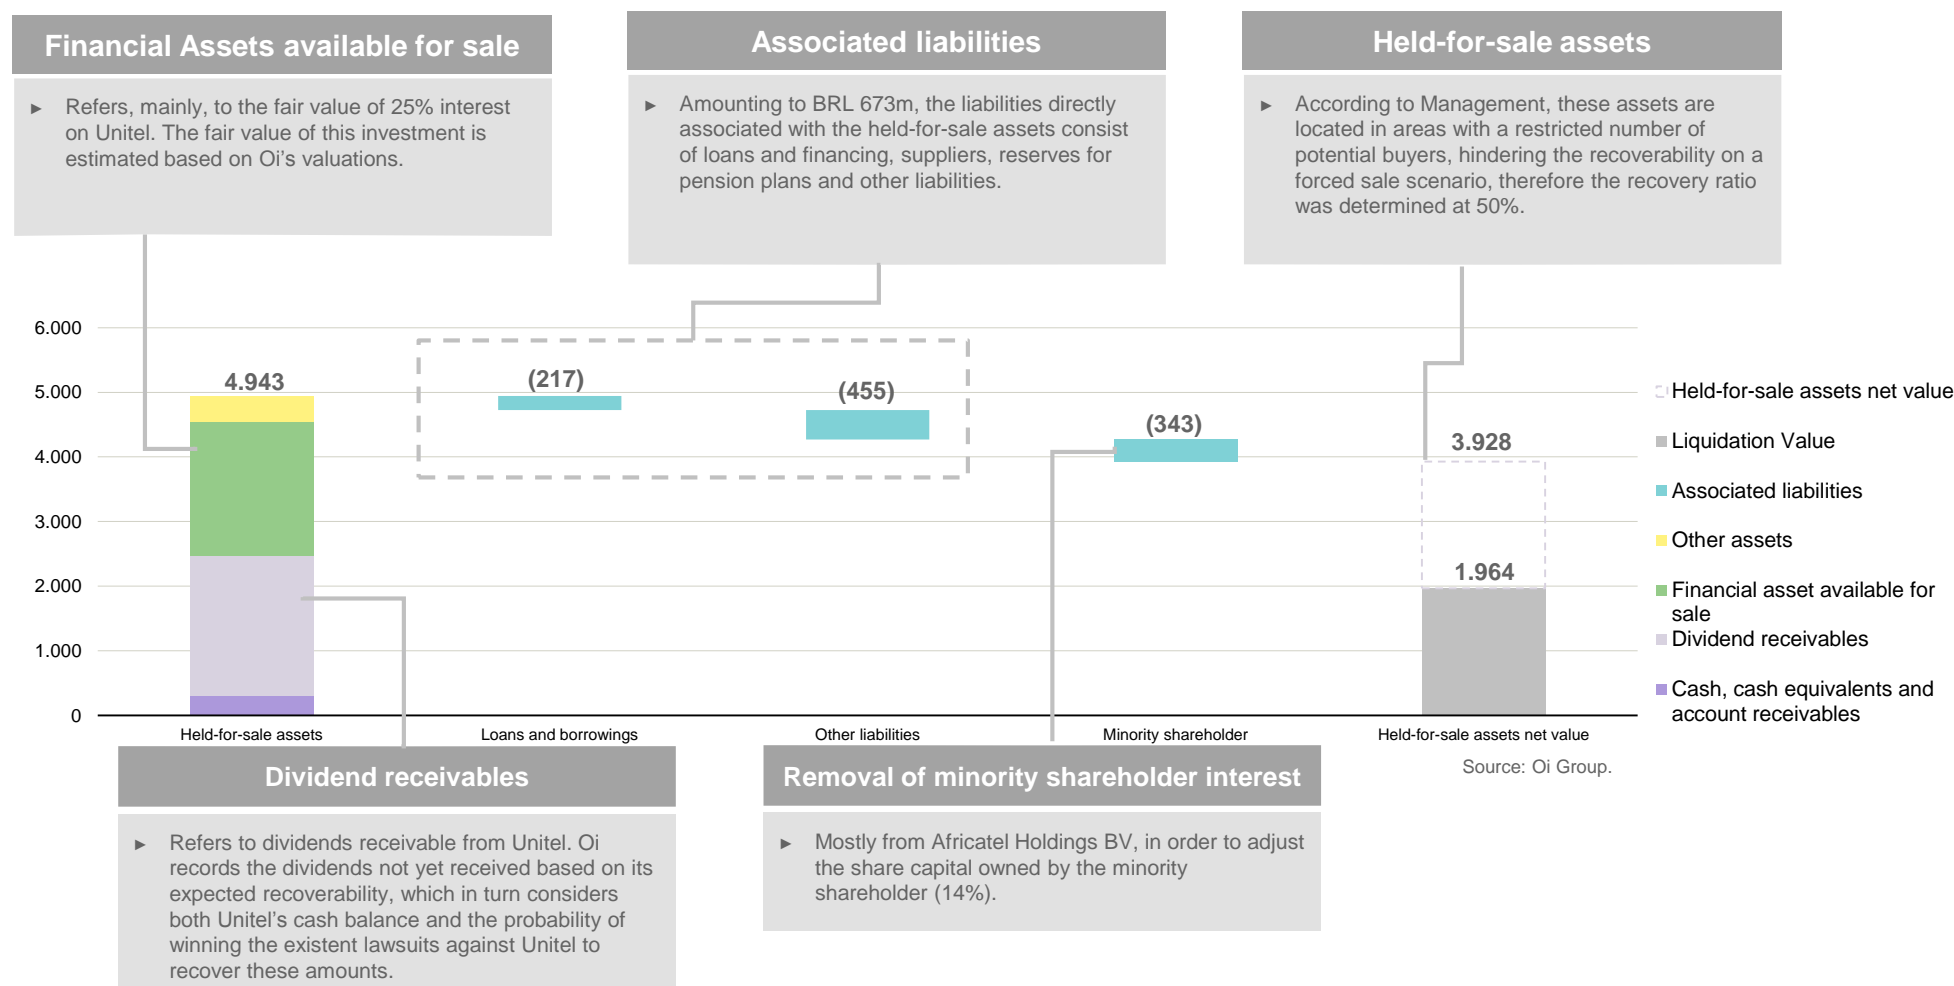 Financial Assets available for sale
► Refers, mainly, to the fair value of 25% interest
on Unitel. The fair value of this investment is
estimated based on Oi's valuations.
Associated liabilities
► Amounting to BRL 673m, the liabilities directly
associated with the held-for-sale assets consist
of loans and financing, suppliers, reserves for
pension plans and other liabilities.
Held-for-sale assets
► According to Management, these assets are
located in areas with a restricted number of
potential buyers, hindering the recoverability on a
forced sale scenario, therefore the recovery ratio
was determined at 50%.
6.000
5.000
4.000
3.000
2.000
1.000
0
4.943
(217)
(455)
(343)
3.928
1.964
Held-for-sale assets
Loans and borrowings
Other liabilities
Minority shareholder
Held-for-sale assets net value
Held-for-sale assets net value
Liquidation Value
Associated liabilities
Other assets
Financial asset available for
sale
Dividend receivables
Cash, cash equivalents and
account receivables
Source: Oi Group.
Dividend receivables
► Refers to dividends receivable from Unitel. Oi
records the dividends not yet received based on its
expected recoverability, which in turn considers
both Unitel's cash balance and the probability of
winning the existent lawsuits against Unitel to
recover these amounts.
Removal of minority shareholder interest
► Mostly from Africatel Holdings BV, in order to adjust
the share capital owned by the minority
shareholder (14%).